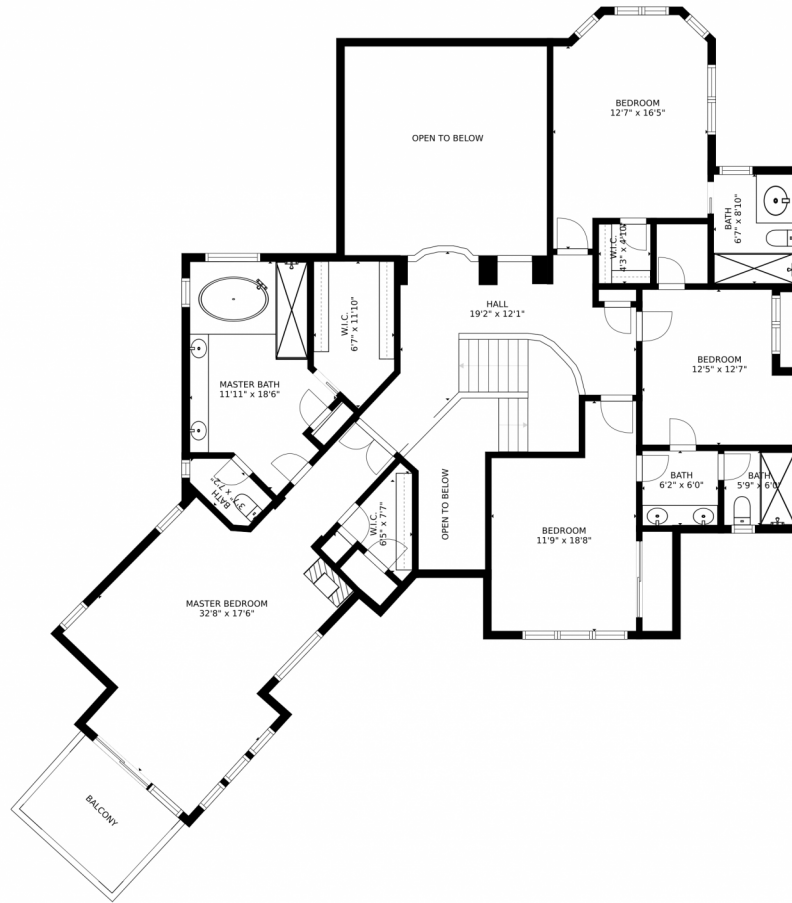 BEDROOM
12'7" x 16'5"
OPEN TO BELOW
BATH
6'7" x 8'10"
W.I.C.
4'3" x 4'10"
HALL
19'2" x 12'1"
W.I.C.
6'7" x 11'10"
BEDROOM
12'5" x 12'7"
MASTER BATH
11'11" x 18'6"
BATH
6'2" x 6'0"
BATH
5'9" x 6'0"
BATH
3'7" x 7'2"
W.I.C.
6'5" x 7'7"
OPEN TO BELOW
BEDROOM
11'9" x 18'8"
MASTER BEDROOM
32'8" x 17'6"
BALCONY